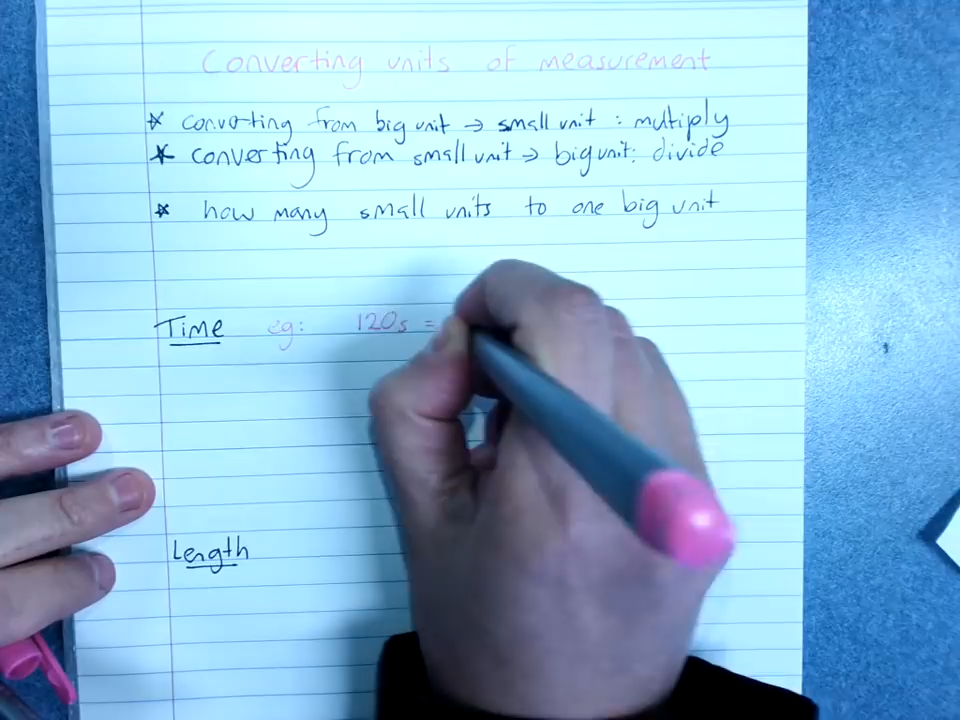 Converting units of measurement
* converting from big unit → small unit : multiply
* converting from small unit → big unit: divide
* how many small units to one big unit
Time eg: 120s =
Length